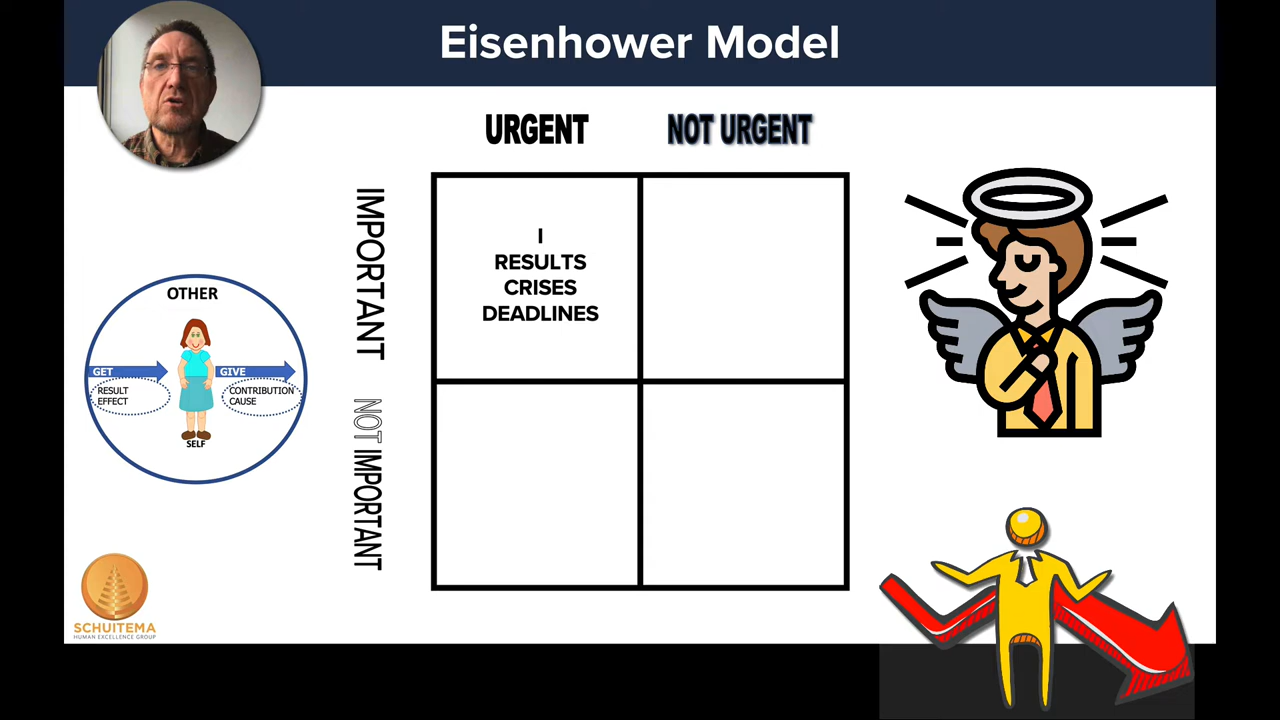 Eisenhower Model
URGENT
NOT URGENT
IMPORTANT
NOT IMPORTANT
I
RESULTS
CRISES
DEADLINES
OTHER
GET
GIVE
RESULT
EFFECT
CONTRIBUTION
CAUSE
SELF
SCHUITEMA
HUMAN EXCELLENCE GROUP